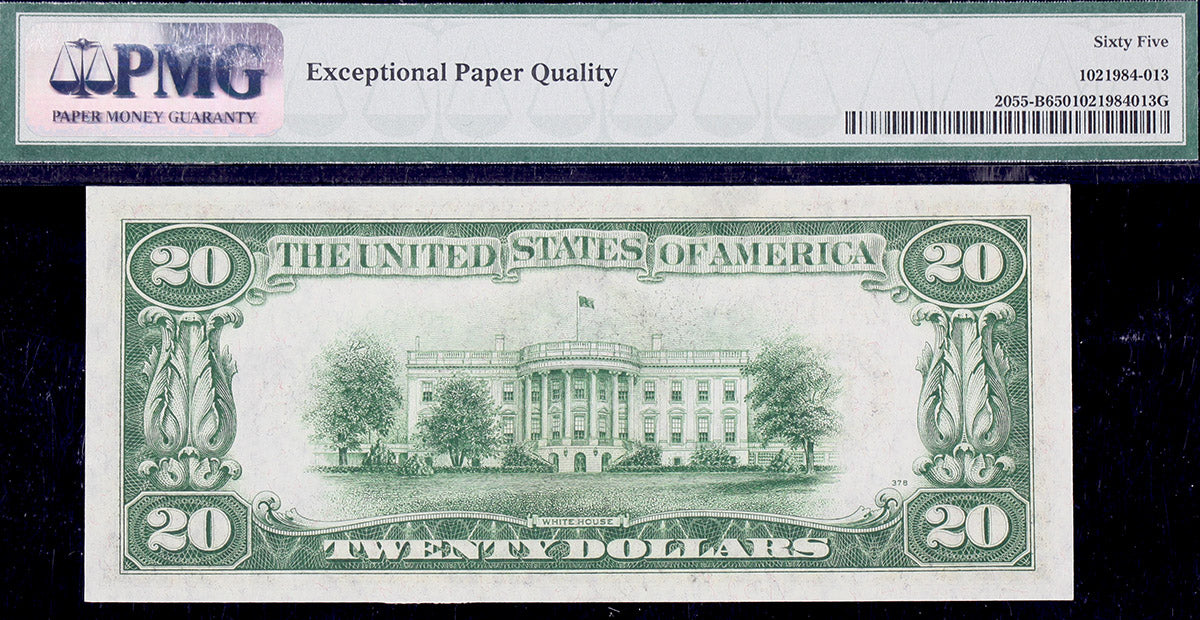 PMG
PAPER MONEY GUARANTY
Exceptional Paper Quality
Sixty Five
1021984-013
2055-B6501021984013G
20
THE UNITED STATES OF AMERICA
20
378
20
WHITE HOUSE
TWENTY DOLLARS
20